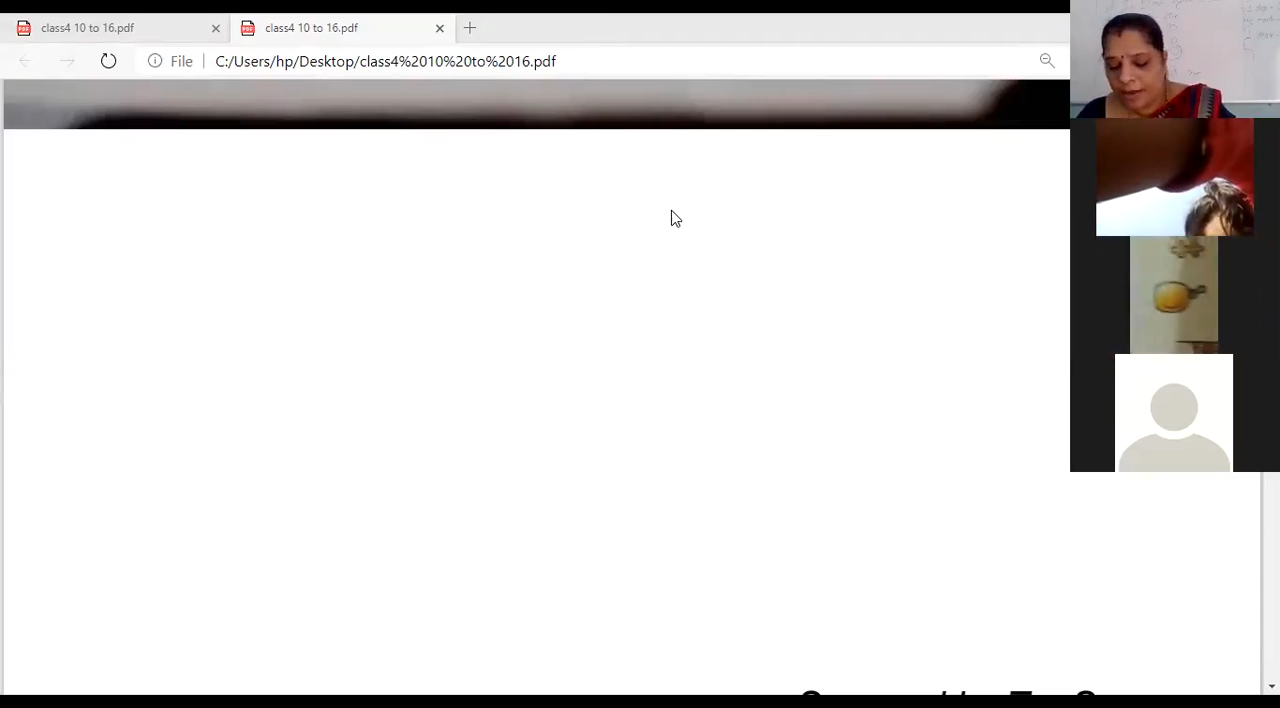 class4 10 to 16.pdf
class4 10 to 16.pdf
File
C:/Users/hp/Desktop/class4%2010%20to%2016.pdf